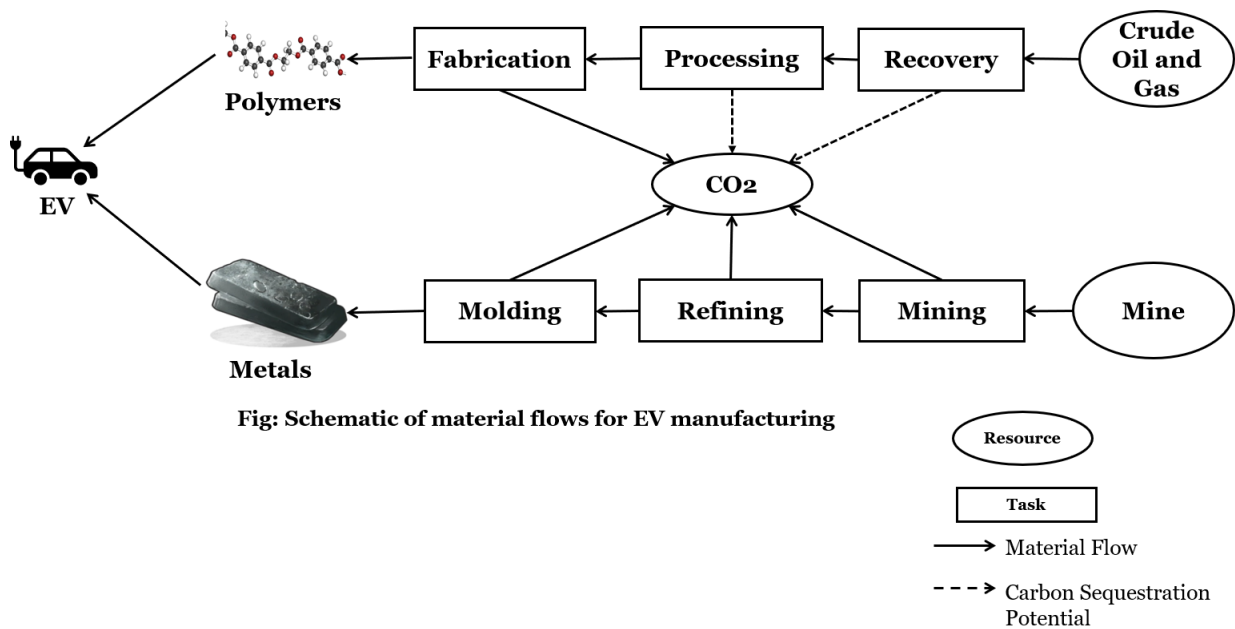 Crude
Oil and
Gas
Recovery
Processing
Fabrication
Polymers
EV
CO2
Metals
Molding
Refining
Mining
Mine
Fig: Schematic of material flows for EV manufacturing
Resource
Task
Material Flow
Carbon Sequestration
Potential